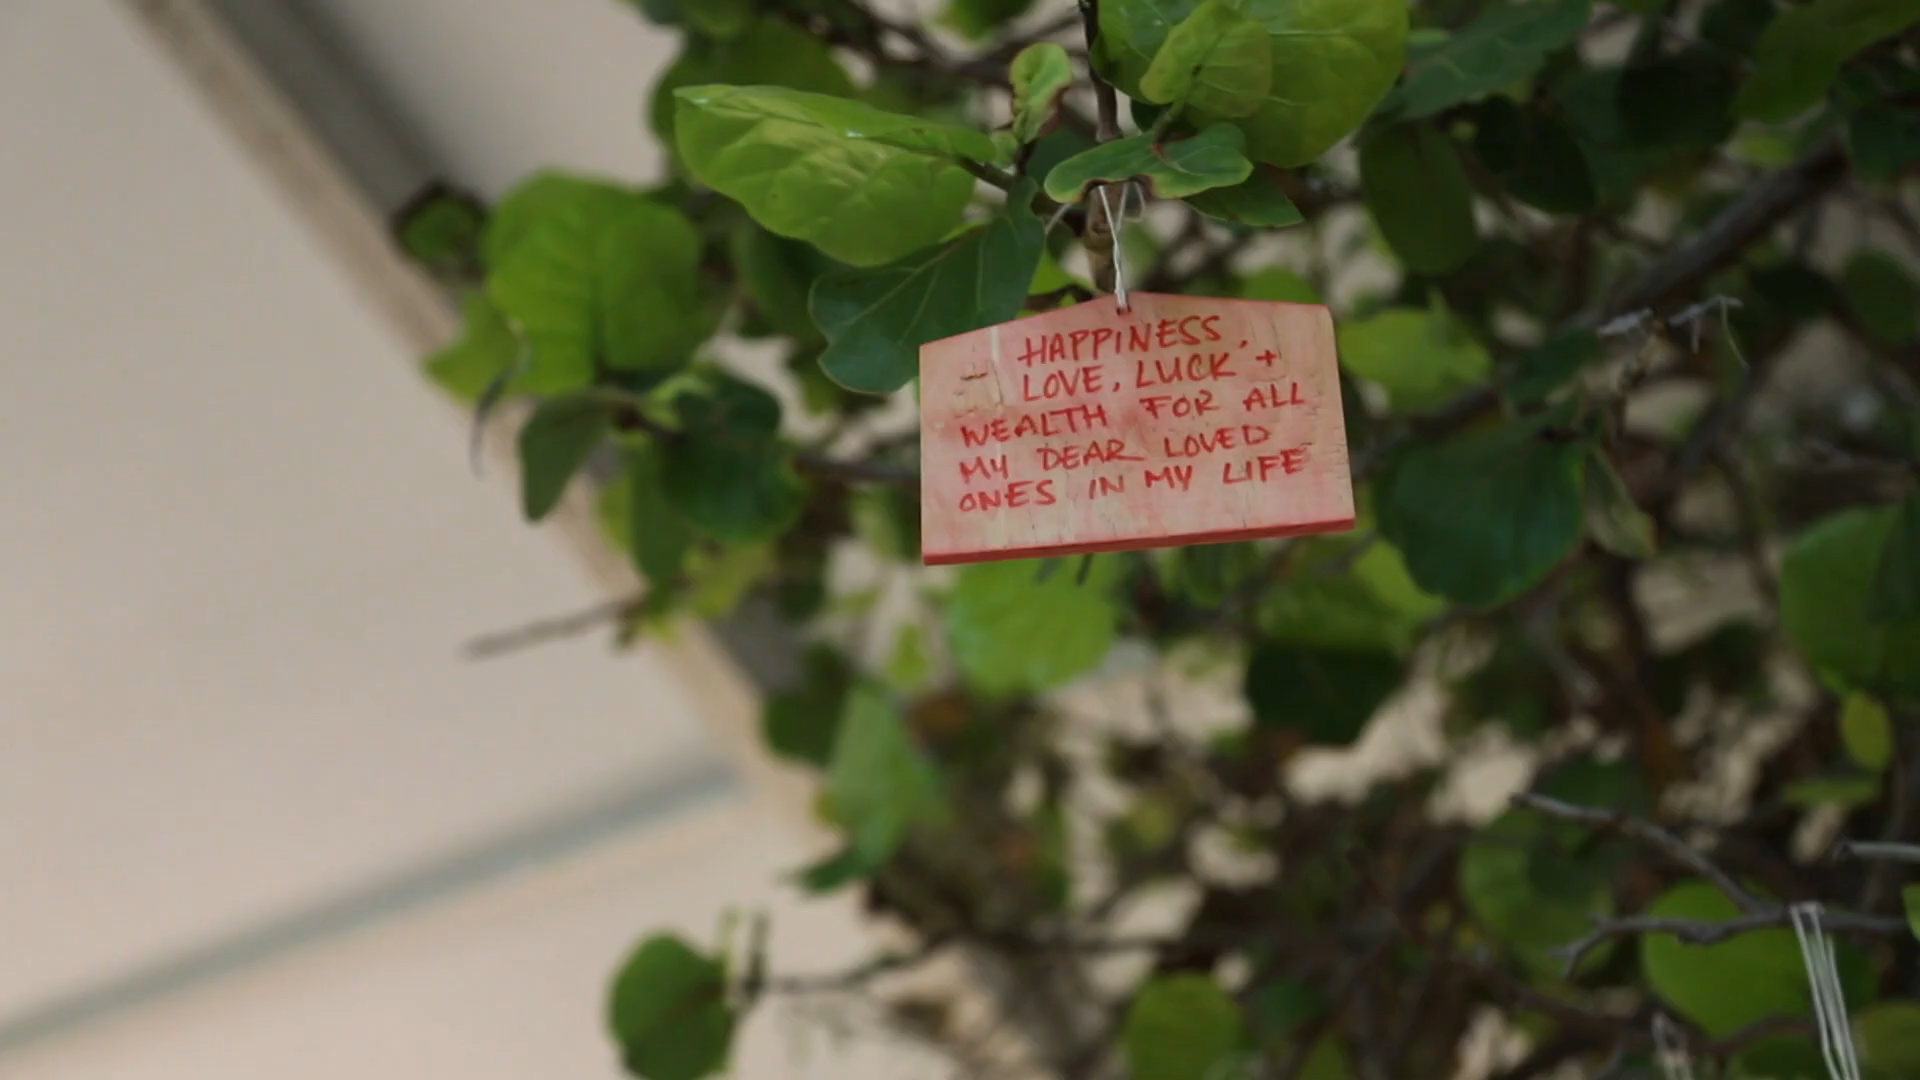 HAPPINESS,
LOVE, LUCK +
WEALTH FOR ALL
MY DEAR LOVED
ONES IN MY LIFE